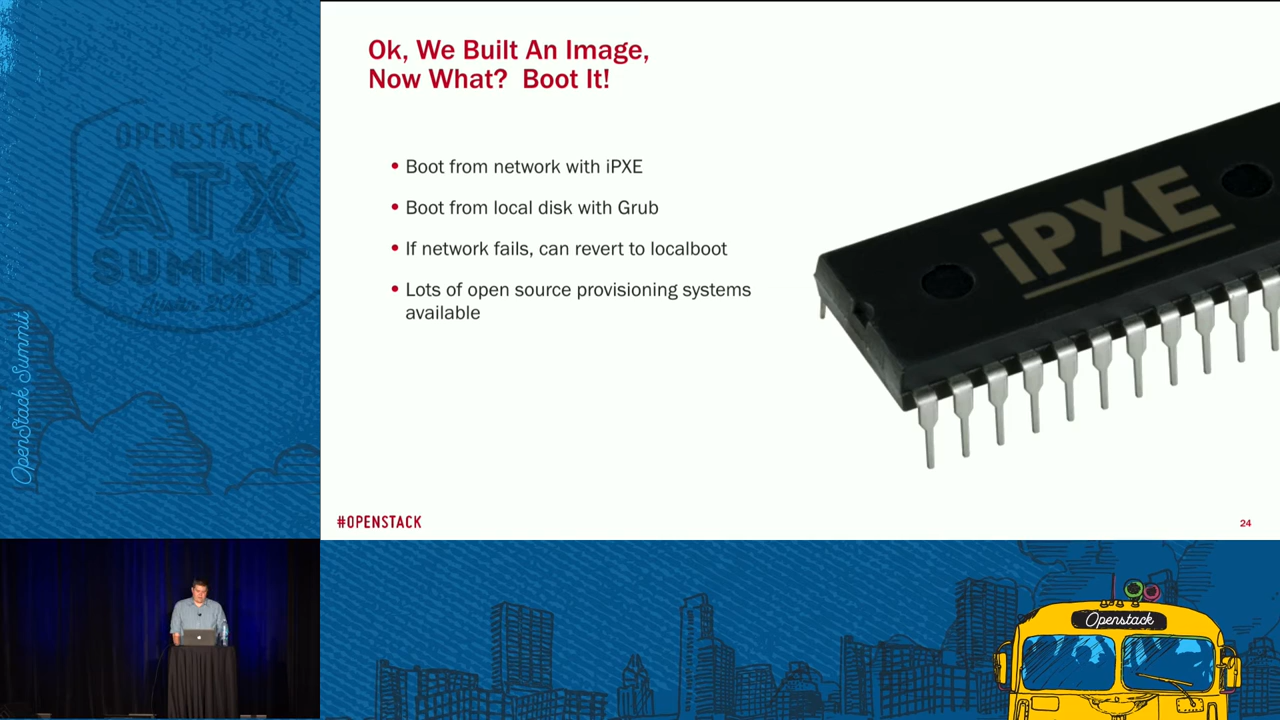 OPENSTACK
ATX
SUMMIT
OpenStack Summit
Ok, We Built An Image,
Now What? Boot It!
• Boot from network with iPXE
• Boot from local disk with Grub
• If network fails, can revert to localboot
• Lots of open source provisioning systems
available
iPXE
#OPENSTACK
24
Openstack